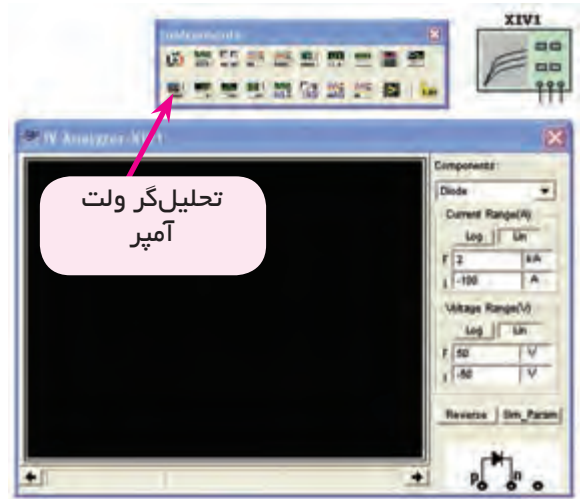 XIV1
Instruments
IV Analyzer-XIV1
تحلیل‌گر ولت
آمپر
Components:
Diode
Current Range(A)
Log Lin
F 2 kA
I -100 A
Voltage Range(V)
Log Lin
F 50 V
I -50 V
Reverse Sim_Param
p n